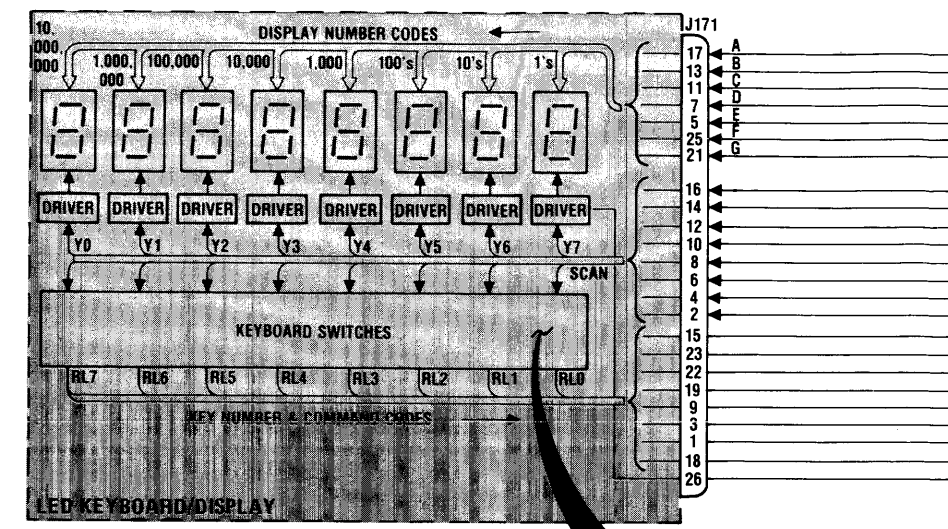 10,
000,
000
DISPLAY NUMBER CODES
J171
1,000,
000
100,000
10,000
1,000
100's
10's
1's
17 A
13 B
11 C
7 D
5 E
25 F
21 G
DRIVER DRIVER DRIVER DRIVER DRIVER DRIVER DRIVER DRIVER
16
14
12
10
8
6
4
2
Y0 Y1 Y2 Y3 Y4 Y5 Y6 Y7
SCAN
KEYBOARD SWITCHES
15
23
22
19
9
3
1
18
26
RL7 RL6 RL5 RL4 RL3 RL2 RL1 RL0
KEY NUMBER & COMMAND CODES
LED KEYBOARD/DISPLAY